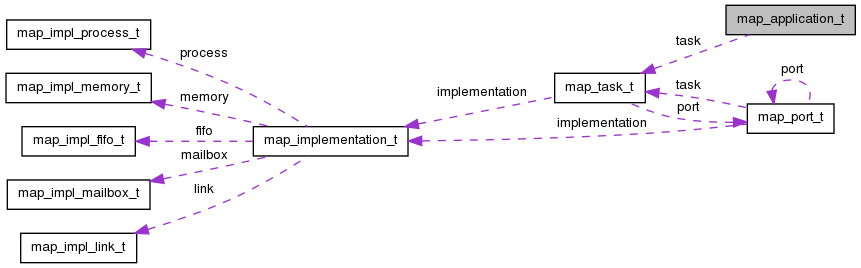 map_application_t
map_impl_process_t
task
process
port
map_impl_memory_t
memory
implementation
map_task_t
task
port
map_port_t
map_impl_fifo_t
fifo
map_implementation_t
implementation
mailbox
map_impl_mailbox_t
link
map_impl_link_t